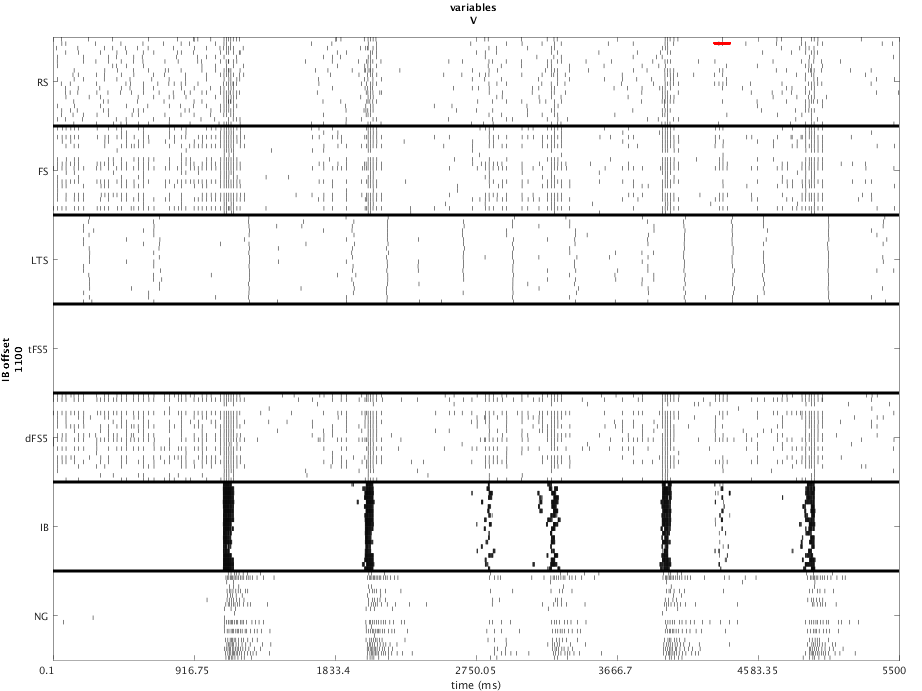 variables
V
RS
FS
LTS
tFS5
dFS5
IB
NG
IB offset
1100
0.1 916.75 1833.4 2750.05 3666.7 4583.35 5500
time (ms)